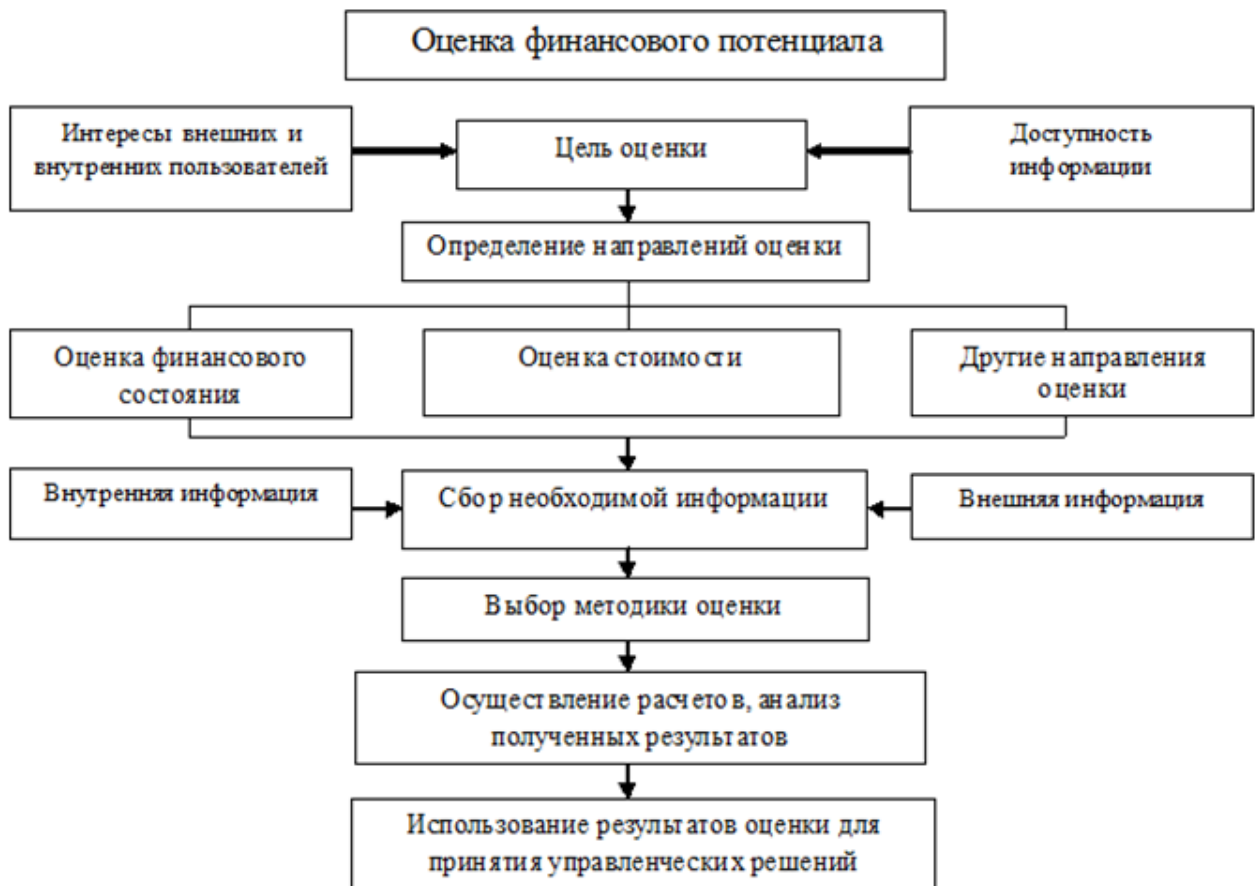 Оценка финансового потенциала
Интересы внешних и
внутренних пользователей
Цель оценки
Доступность
информации
Определение направлений оценки
Оценка финансового
состояния
Оценка стоимости
Другие направления
оценки
Внутренняя информация
Сбор необходимой информации
Внешняя информация
Выбор методики оценки
Осуществление расчетов, анализ
полученных результатов
Использование результатов оценки для
принятия управленческих решений